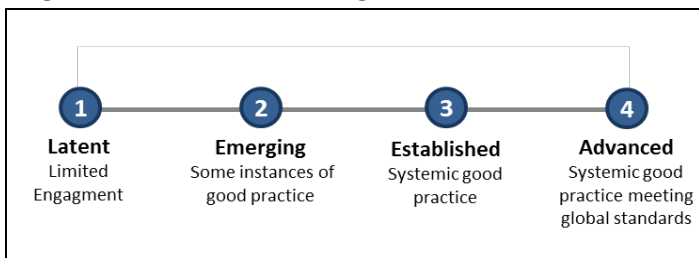 1 2 3 4
Latent Emerging Established Advanced
Limited Some instances of Systemic good Systemic good
Engagment good practice practice practice meeting
global standards